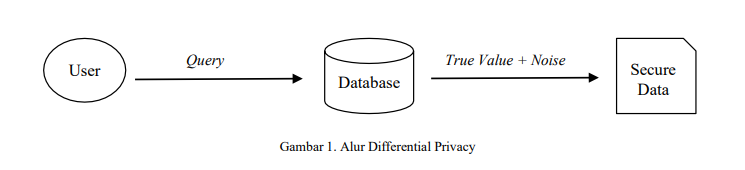 User
Query
Database
True Value + Noise
Secure
Data
Gambar 1. Alur Differential Privacy